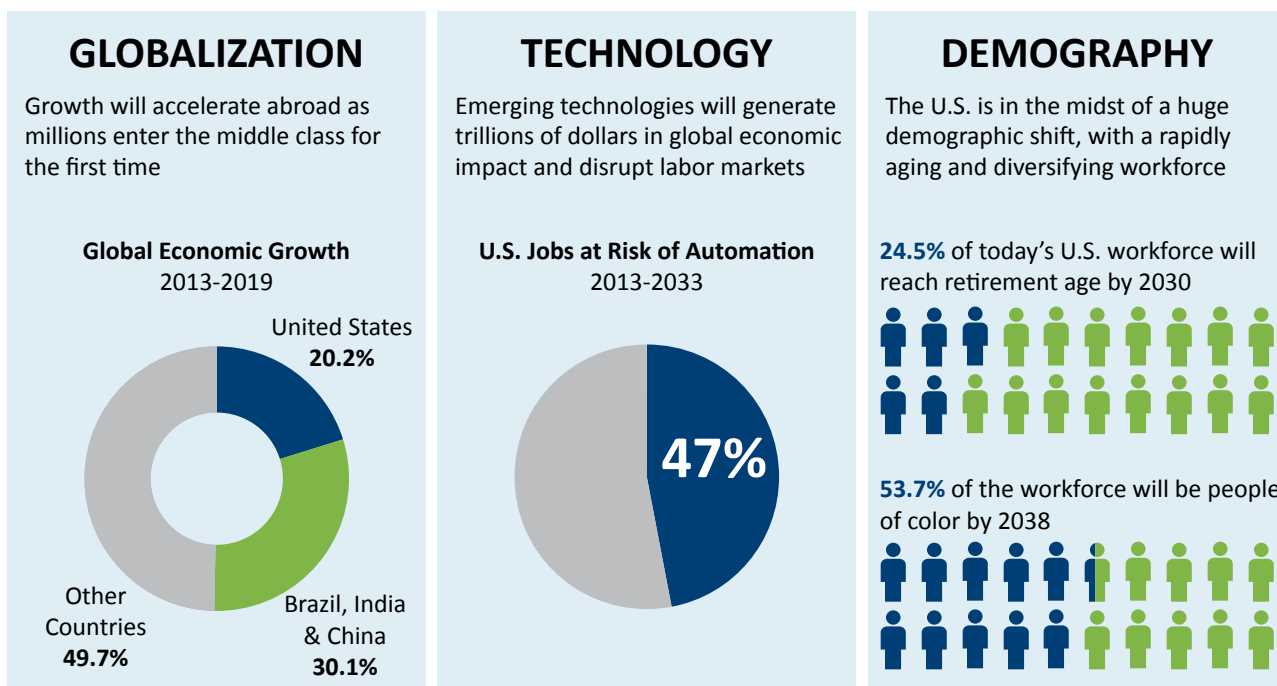 GLOBALIZATION
Growth will accelerate abroad as
millions enter the middle class for
the first time
Global Economic Growth
2013-2019
United States
20.2%
Other
Countries
49.7%
Brazil, India
& China
30.1%
TECHNOLOGY
Emerging technologies will generate
trillions of dollars in global economic
impact and disrupt labor markets
U.S. Jobs at Risk of Automation
2013-2033
47%
DEMOGRAPHY
The U.S. is in the midst of a huge
demographic shift, with a rapidly
aging and diversifying workforce
24.5% of today’s U.S. workforce will
reach retirement age by 2030
53.7% of the workforce will be people
of color by 2038